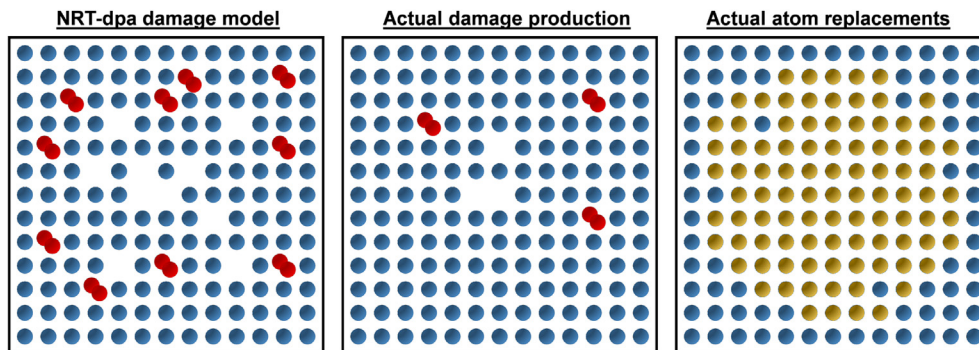 NRT-dpa damage model
Actual damage production
Actual atom replacements